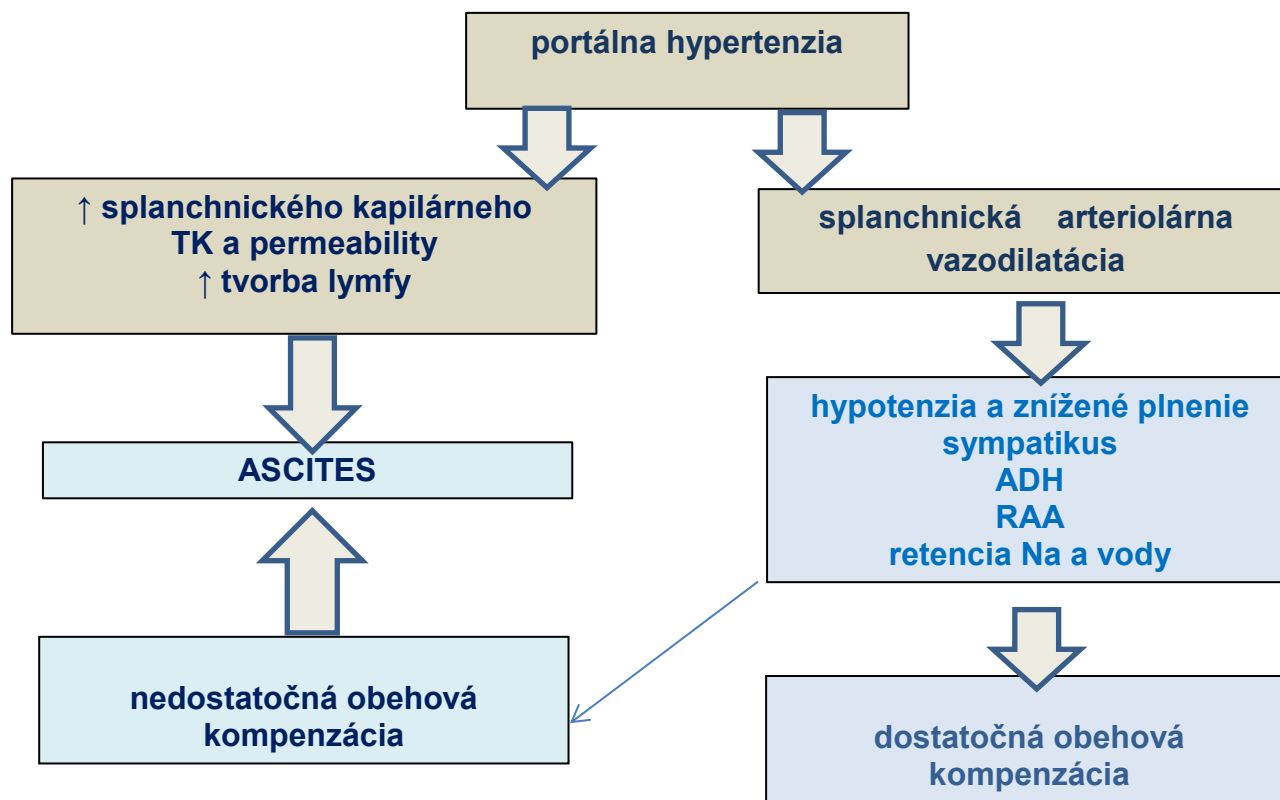 portálna hypertenzia
↑ splanchnického kapilárneho
TK a permeability
↑ tvorba lymfy
splanchnická arteriolárna
vazodilatácia
ASCITES
hypotenzia a znížené plnenie
sympatikus
ADH
RAA
retencia Na a vody
nedostatočná obehová
kompenzácia
dostatočná obehová
kompenzácia